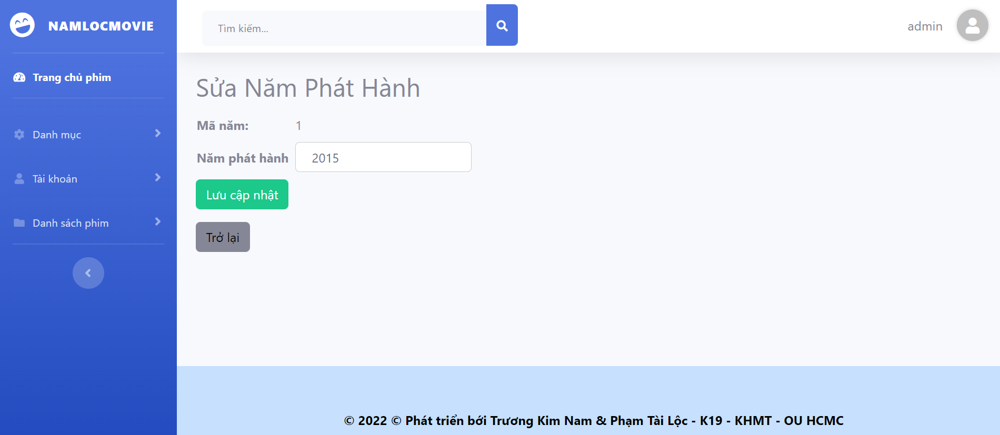 NAMLOCMOVIE
Tìm kiếm...
admin
Trang chủ phim
Danh mục
Tài khoản
Danh sách phim
Sửa Năm Phát Hành
Mã năm: 1
Năm phát hành 2015
Lưu cập nhật
Trở lại
© 2022 © Phát triển bới Trương Kim Nam & Phạm Tài Lộc - K19 - KHMT - OU HCMC